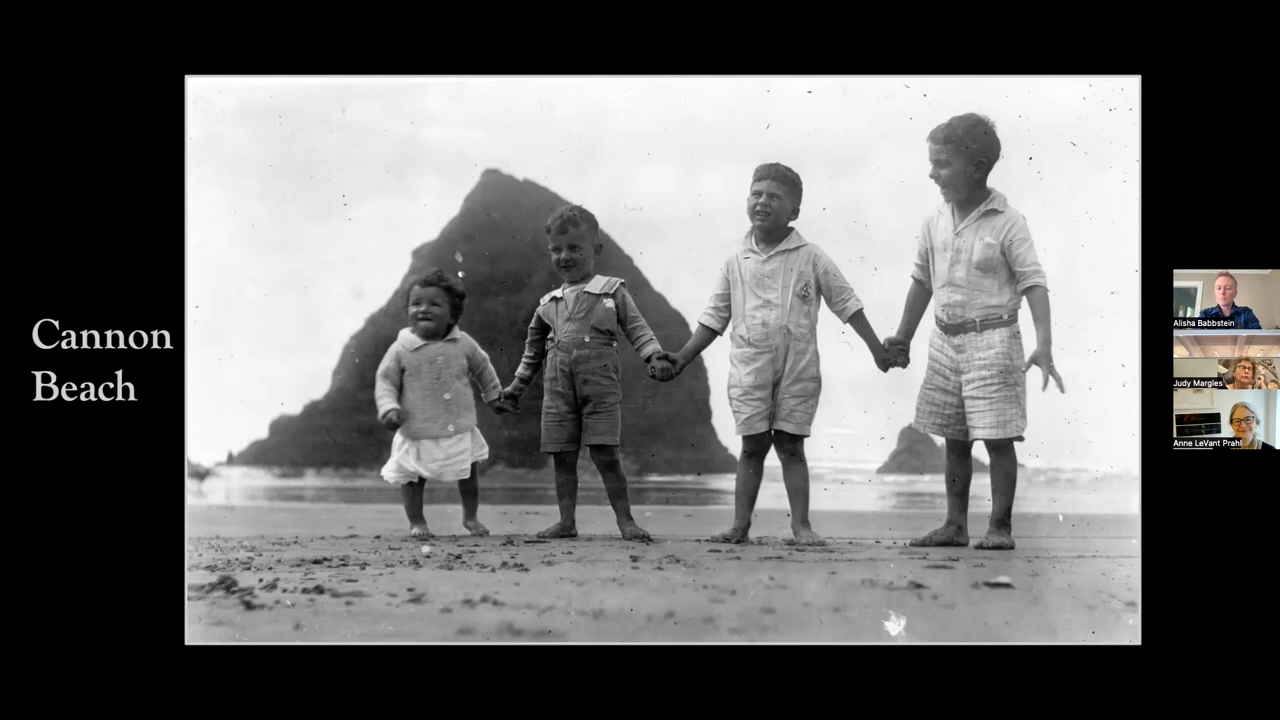 Cannon
Beach
Alisha Babbstein
Judy Margles
Anne LeVant Prahl